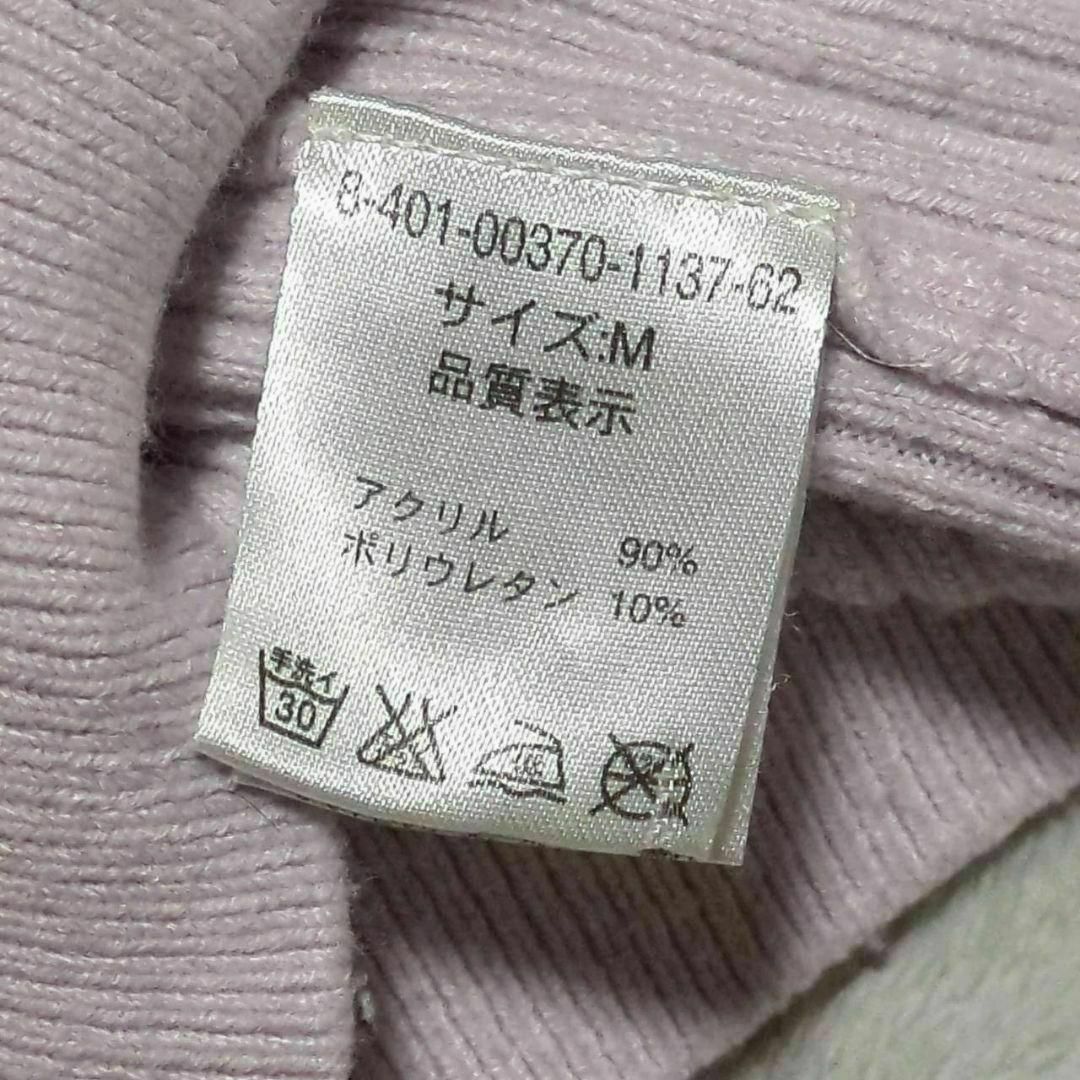 8-401-00370-1137-62
サイズ:M
品質表示
アクリル 90%
ポリウレタン 10%
手洗イ
30